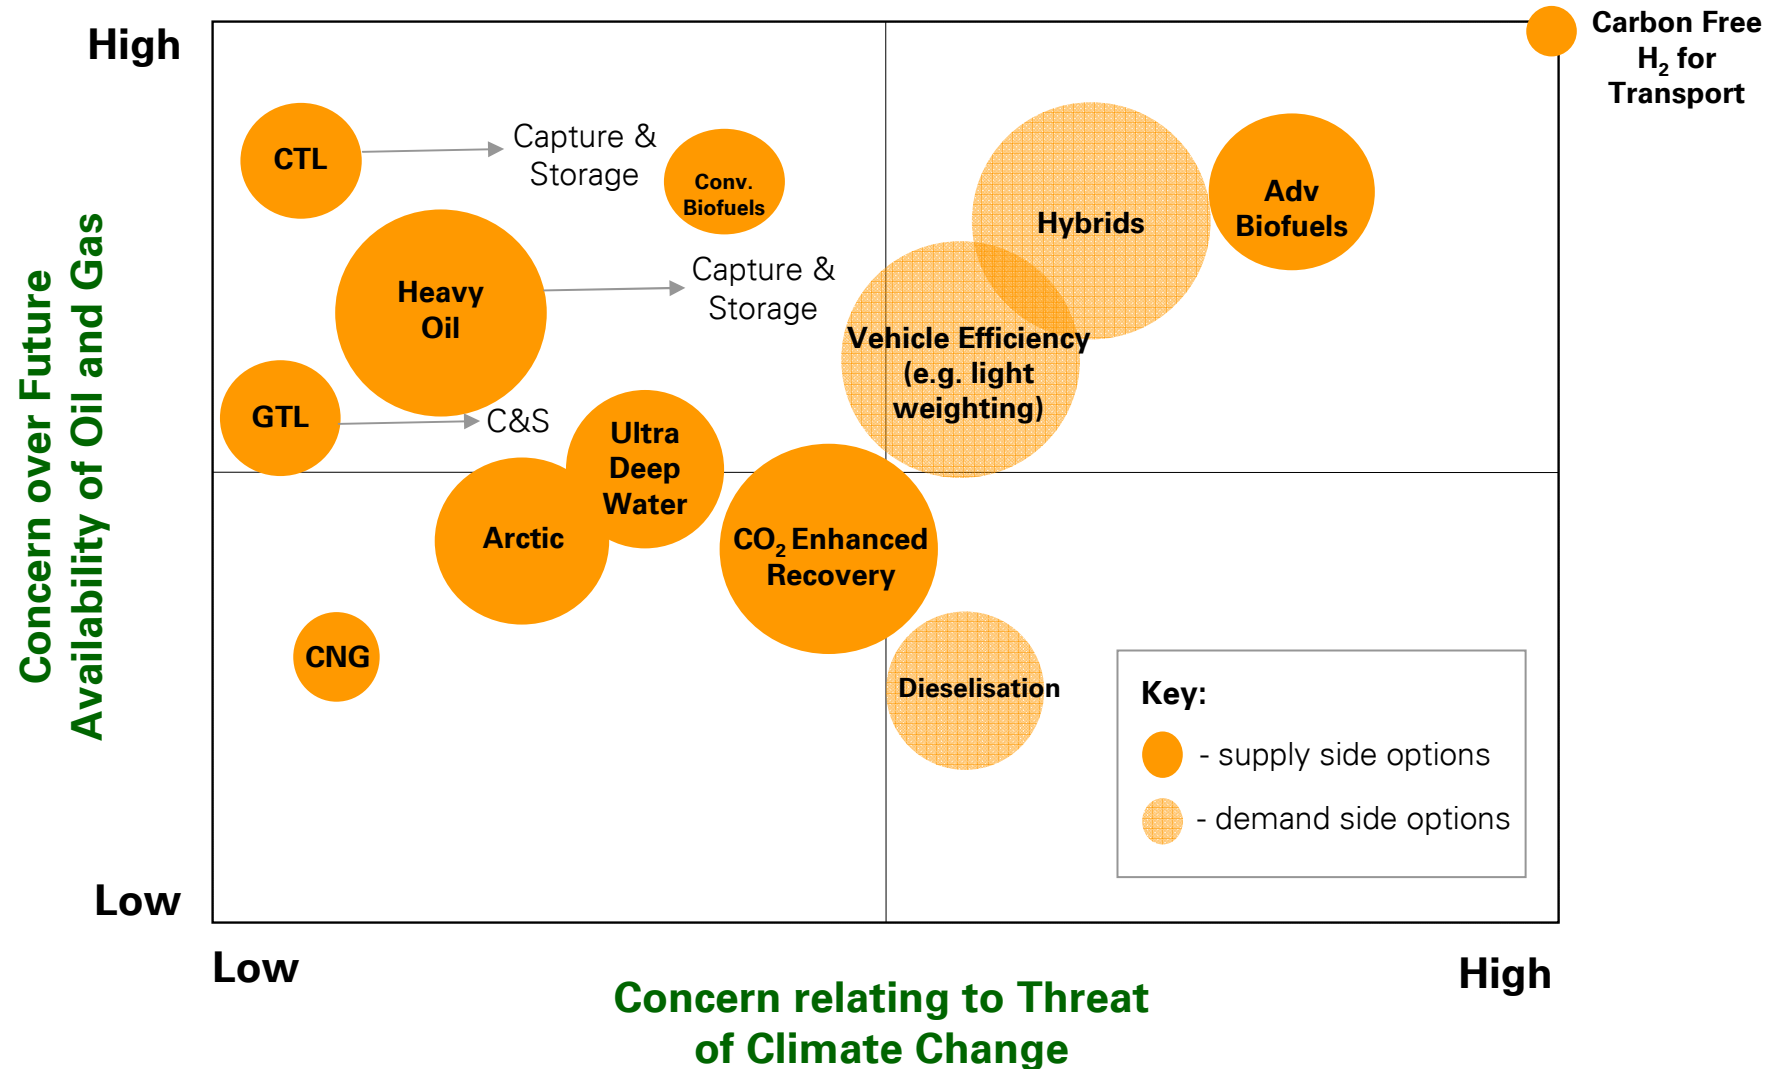 High
Carbon Free
H2 for
Transport
CTL
Capture &
Storage
Conv.
Biofuels
Hybrids
Adv
Biofuels
Heavy
Oil
Capture &
Storage
Vehicle Efficiency
(e.g. light
weighting)
GTL
C&S
Ultra
Deep
Water
Arctic
CO2 Enhanced
Recovery
CNG
Dieselisation
Key:
- supply side options
- demand side options
Concern over Future
Availability of Oil and Gas
Low
Low
High
Concern relating to Threat
of Climate Change